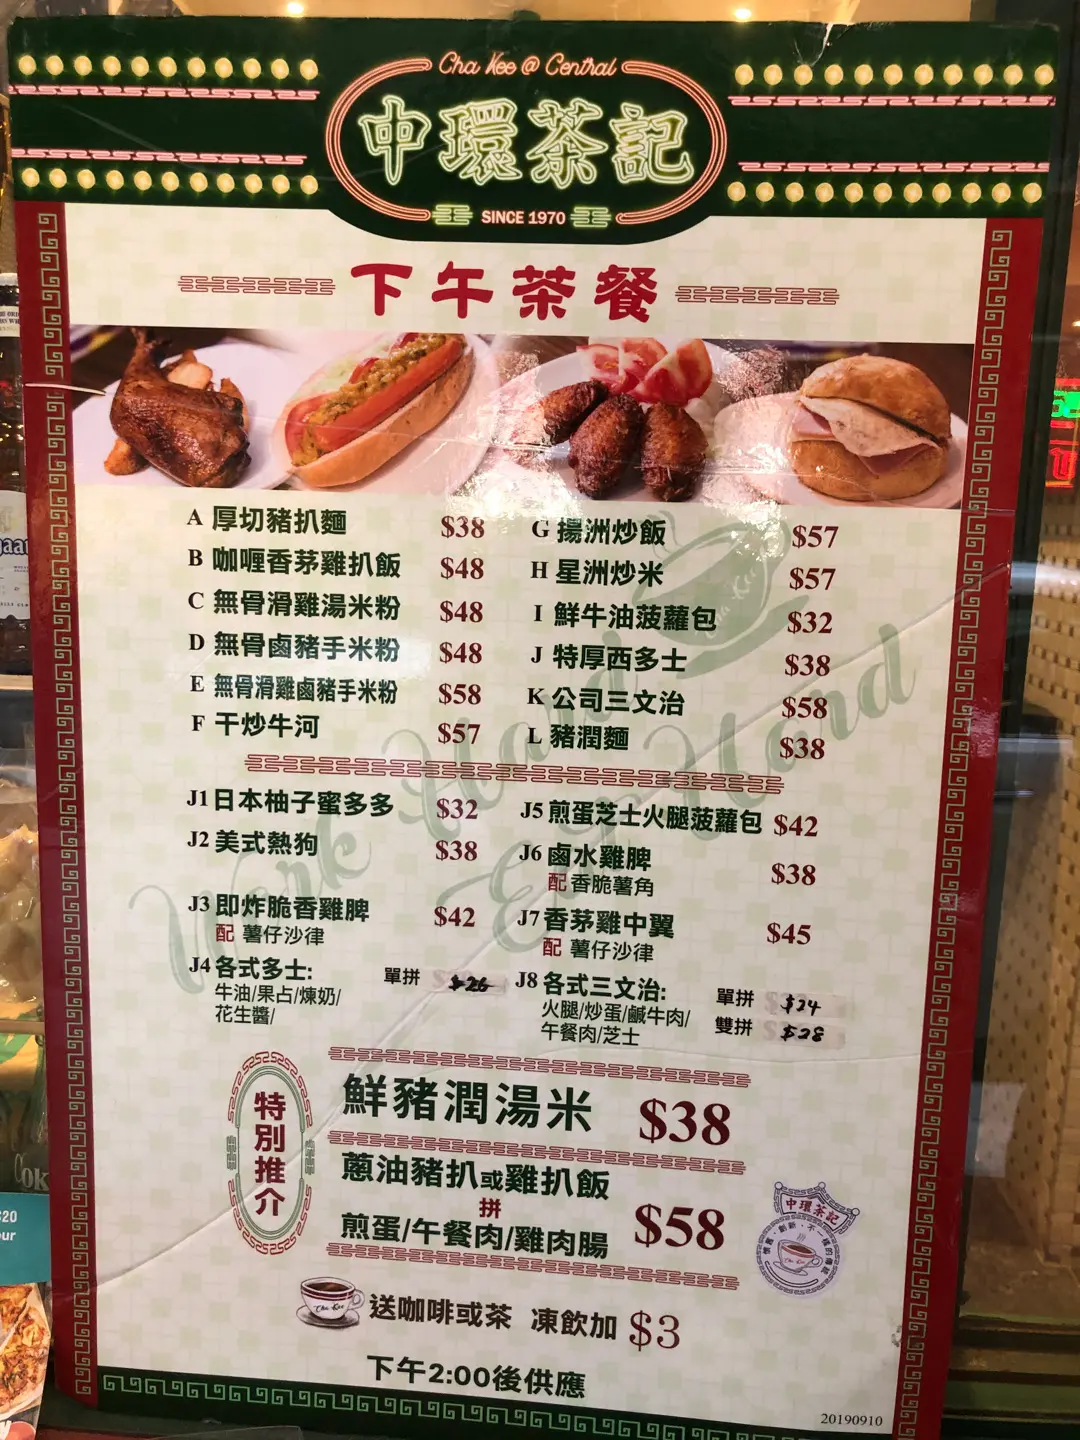 Cha Kee @ Central
中環茶記
SINCE 1970
下午茶餐
A 厚切豬扒麵 $38
B 咖喱香茅雞扒飯 $48
C 無骨滑雞湯米粉 $48
D 無骨鹵豬手米粉 $48
E 無骨滑雞鹵豬手米粉 $58
F 干炒牛河 $57
G 揚洲炒飯 $57
H 星洲炒米 $57
I 鮮牛油菠蘿包 $32
J 特厚西多士 $38
K 公司三文治 $58
L 豬潤麵 $38
Work Hard
Eat Hard
J1 日本柚子蜜多多 $32
J2 美式熱狗 $38
J3 即炸脆香雞脾 $42
配 薯仔沙律
J4 各式多士: 單拼 $26
牛油/果占/煉奶/
花生醬/
J5 煎蛋芝士火腿菠蘿包 $42
J6 鹵水雞脾 $38
配 香脆薯角
J7 香茅雞中翼 $45
配 薯仔沙律
J8 各式三文治: 單拼 $24
火腿/炒蛋/鹹牛肉/ 雙拼 $28
午餐肉/芝士
特別推介
鮮豬潤湯米 $38
蔥油豬扒或雞扒飯
拼
煎蛋/午餐肉/雞肉腸 $58
中環茶記
Cha Kee
送咖啡或茶 凍飲加 $3
下午2:00後供應
20190910